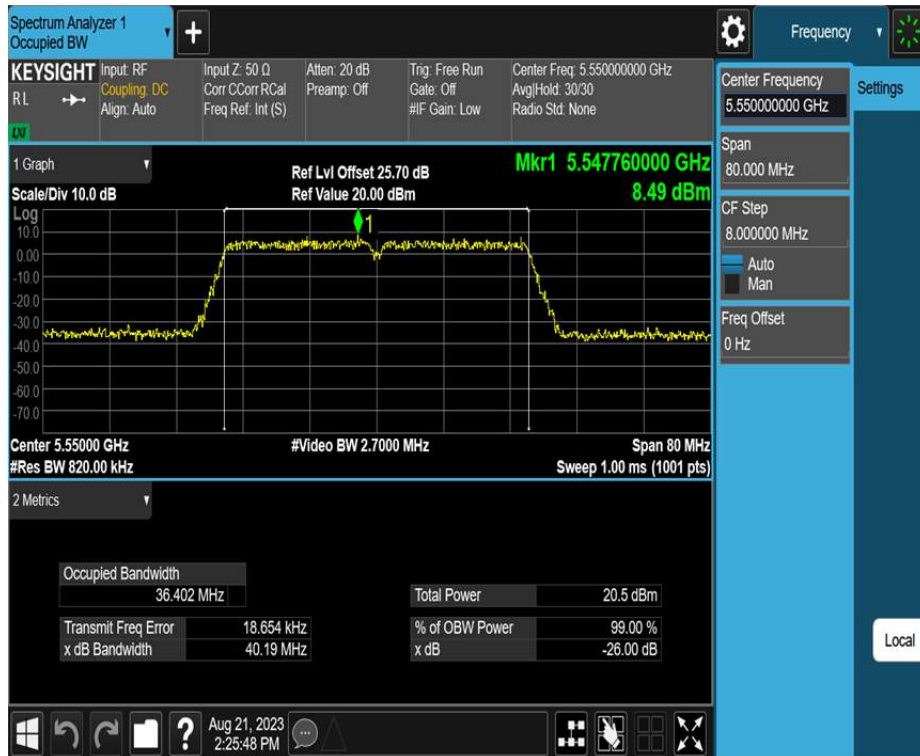 Spectrum Analyzer 1
Occupied BW
+
Frequency
KEYSIGHT
RL
LXI
Input: RF
Coupling: DC
Align: Auto
Input Z: 50 Ω
Corr CCorr RCal
Freq Ref: Int (S)
Atten: 20 dB
Preamp: Off
Trig: Free Run
Gate: Off
#IF Gain: Low
Center Freq: 5.550000000 GHz
Avg|Hold: 30/30
Radio Std: None
Center Frequency
5.55000000 GHz
Settings
Span
80.000 MHz
CF Step
8.000000 MHz
Auto
Man
Freq Offset
0 Hz
Local
1 Graph
Scale/Div 10.0 dB
Ref Lvl Offset 25.70 dB
Ref Value 20.00 dBm
Mkr1 5.547760000 GHz
8.49 dBm
Log
10.0
0.00
-10.0
-20.0
-30.0
-40.0
-50.0
-60.0
-70.0
1
Center 5.55000 GHz
#Res BW 820.00 kHz
#Video BW 2.7000 MHz
Span 80 MHz
Sweep 1.00 ms (1001 pts)
2 Metrics
Occupied Bandwidth
36.402 MHz
Total Power 20.5 dBm
Transmit Freq Error 18.654 kHz
% of OBW Power 99.00 %
x dB Bandwidth 40.19 MHz
x dB -26.00 dB
?
Aug 21, 2023
2:25:48 PM